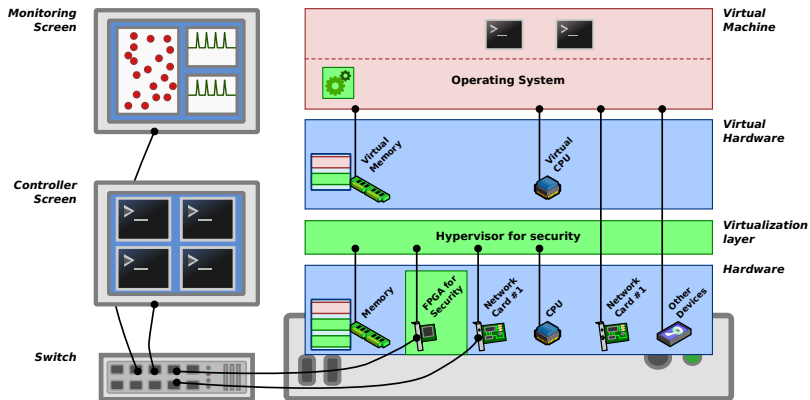 Monitoring
Screen
Virtual
Machine
>_
>_
Operating System
Virtual
Hardware
Virtual
Memory
Virtual
CPU
Controller
Screen
>_
>_
>_
>_
Hypervisor for security
Virtualization
layer
Hardware
Memory
FPGA for
Security
Network
Card #1
CPU
Network
Card #1
Other
Devices
Switch